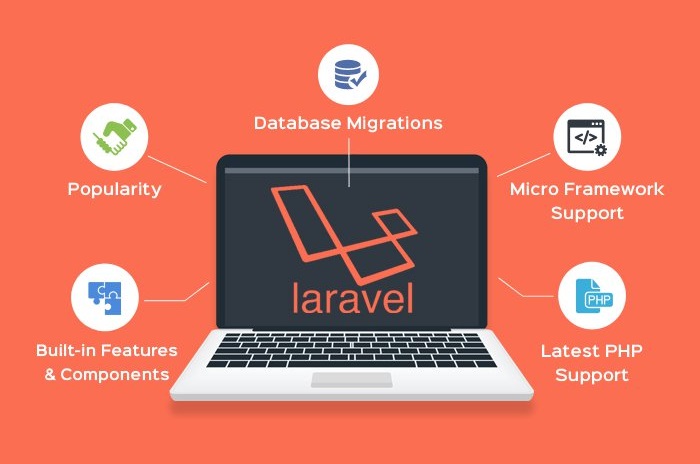 Database Migrations
Popularity
Micro Framework
Support
</>
laravel
Built-in Features
& Components
PHP
Latest PHP
Support